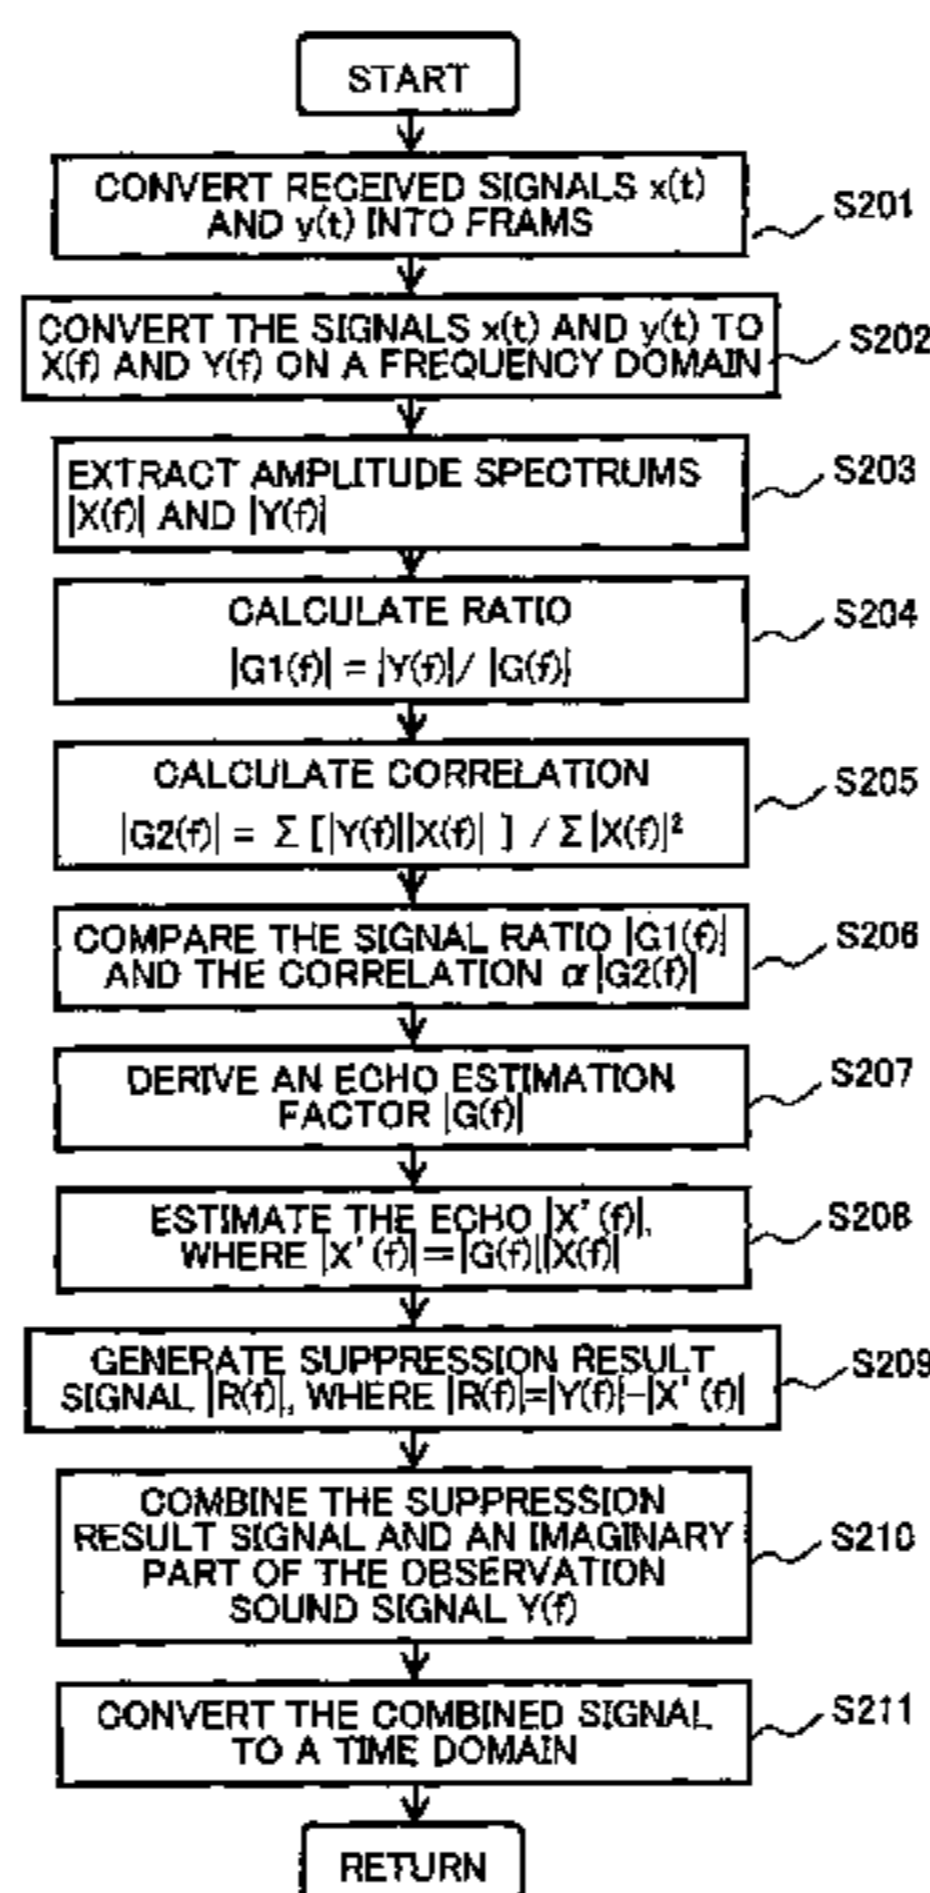 START
CONVERT RECEIVED SIGNALS x(t)
AND y(t) INTO FRAMS
S201
CONVERT THE SIGNALS x(t) AND y(t) TO
X(f) AND Y(f) ON A FREQUENCY DOMAIN
S202
EXTRACT AMPLITUDE SPECTRUMS
|X(f)| AND |Y(f)|
S203
CALCULATE RATIO
|G1(f)| = |Y(f)| / |G(f)|
S204
CALCULATE CORRELATION
|G2(f)| = Σ [ |Y(f)||X(f)| ] / Σ |X(f)|²
S205
COMPARE THE SIGNAL RATIO |G1(f)|
AND THE CORRELATION α |G2(f)|
S206
DERIVE AN ECHO ESTIMATION
FACTOR |G(f)|
S207
ESTIMATE THE ECHO |X'(f)|,
WHERE |X'(f)|=|G(f)||X(f)|
S208
GENERATE SUPPRESSION RESULT
SIGNAL |R(f)|, WHERE |R(f)|=|Y(f)|-|X'(f)|
S209
COMBINE THE SUPPRESSION
RESULT SIGNAL AND AN IMAGINARY
PART OF THE OBSERVATION
SOUND SIGNAL Y(f)
S210
CONVERT THE COMBINED SIGNAL
TO A TIME DOMAIN
S211
RETURN